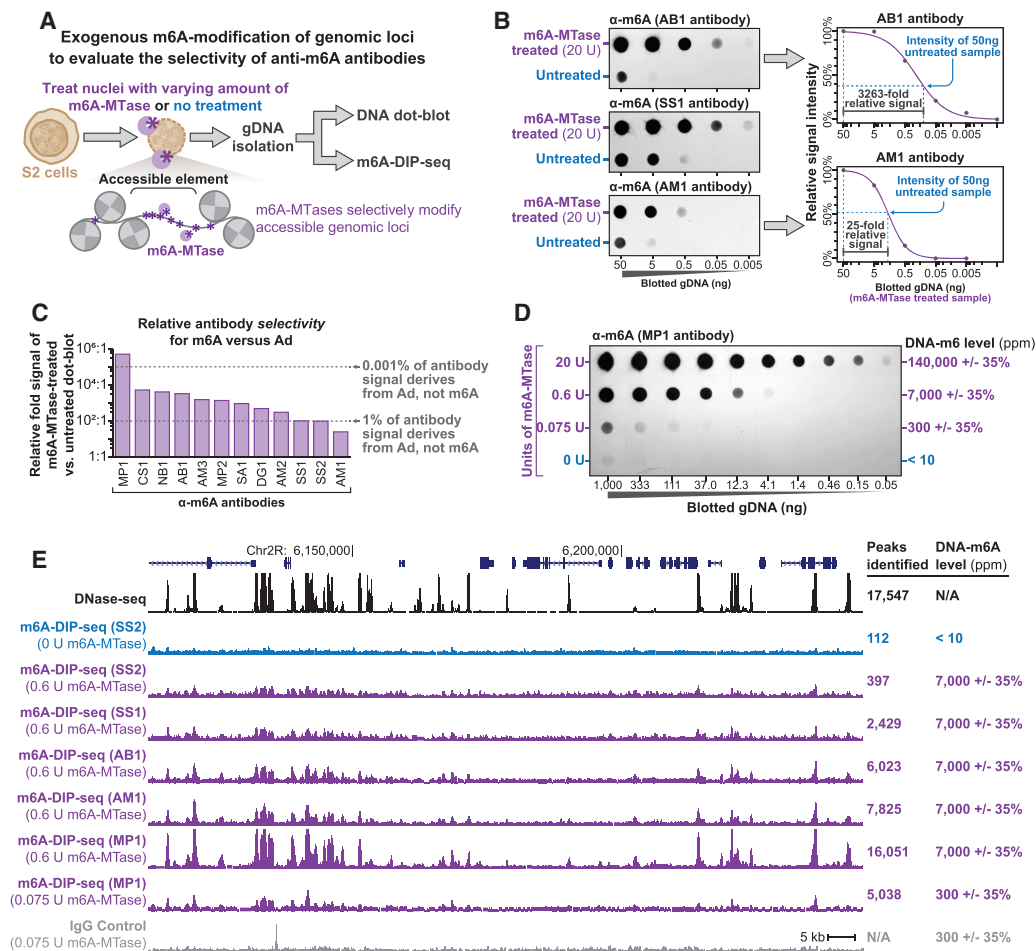 A
Exogenous m6A-modification of genomic loci
to evaluate the selectivity of anti-m6A antibodies
Treat nuclei with varying amount of
m6A-MTase or no treatment
S2 cells
gDNA
isolation
DNA dot-blot
m6A-DIP-seq
Accessible element
m6A-MTases selectively modify
accessible genomic loci
m6A-MTase
B
α-m6A (AB1 antibody)
m6A-MTase
treated (20 U)
Untreated
α-m6A (SS1 antibody)
m6A-MTase
treated (20 U)
Untreated
α-m6A (AM1 antibody)
m6A-MTase
treated (20 U)
Untreated
50 5 0.5 0.05 0.005
Blotted gDNA (ng)
Relative signal intensity
AB1 antibody
100%
50%
0%
Intensity of 50ng
untreated sample
3263-fold
relative signal
50 5 0.5 0.05 0.005
AM1 antibody
100%
50%
0%
Intensity of 50ng
untreated sample
25-fold
relative
signal
50 5 0.5 0.05 0.005
Blotted gDNA (ng)
(m6A-MTase treated sample)
C
Relative antibody selectivity
for m6A versus Ad
Relative fold signal of
m6A-MTase-treated
vs. untreated dot-blot
10⁶:1
10⁴:1
10²:1
1:1
0.001% of antibody
signal derives
from Ad, not m6A
1% of antibody
signal derives
from Ad, not m6A
MP1 CS1 NB1 AB1 AM3 MP2 SA1 DG1 AM2 SS1 SS2 AM1
α-m6A antibodies
D
α-m6A (MP1 antibody)
DNA-m6 level (ppm)
Units of m6A-MTase
20 U 140,000 +/- 35%
0.6 U 7,000 +/- 35%
0.075 U 300 +/- 35%
0 U < 10
1,000 333 111 37.0 12.3 4.1 1.4 0.46 0.15 0.05
Blotted gDNA (ng)
E
Chr2R: 6,150,000 6,200,000
Peaks
identified
DNA-m6A
level (ppm)
DNase-seq 17,547 N/A
m6A-DIP-seq (SS2)
(0 U m6A-MTase) 112 < 10
m6A-DIP-seq (SS2)
(0.6 U m6A-MTase) 397 7,000 +/- 35%
m6A-DIP-seq (SS1)
(0.6 U m6A-MTase) 2,429 7,000 +/- 35%
m6A-DIP-seq (AB1)
(0.6 U m6A-MTase) 6,023 7,000 +/- 35%
m6A-DIP-seq (AM1)
(0.6 U m6A-MTase) 7,825 7,000 +/- 35%
m6A-DIP-seq (MP1)
(0.6 U m6A-MTase) 16,051 7,000 +/- 35%
m6A-DIP-seq (MP1)
(0.075 U m6A-MTase) 5,038 300 +/- 35%
IgG Control
(0.075 U m6A-MTase) 5 kb N/A 300 +/- 35%